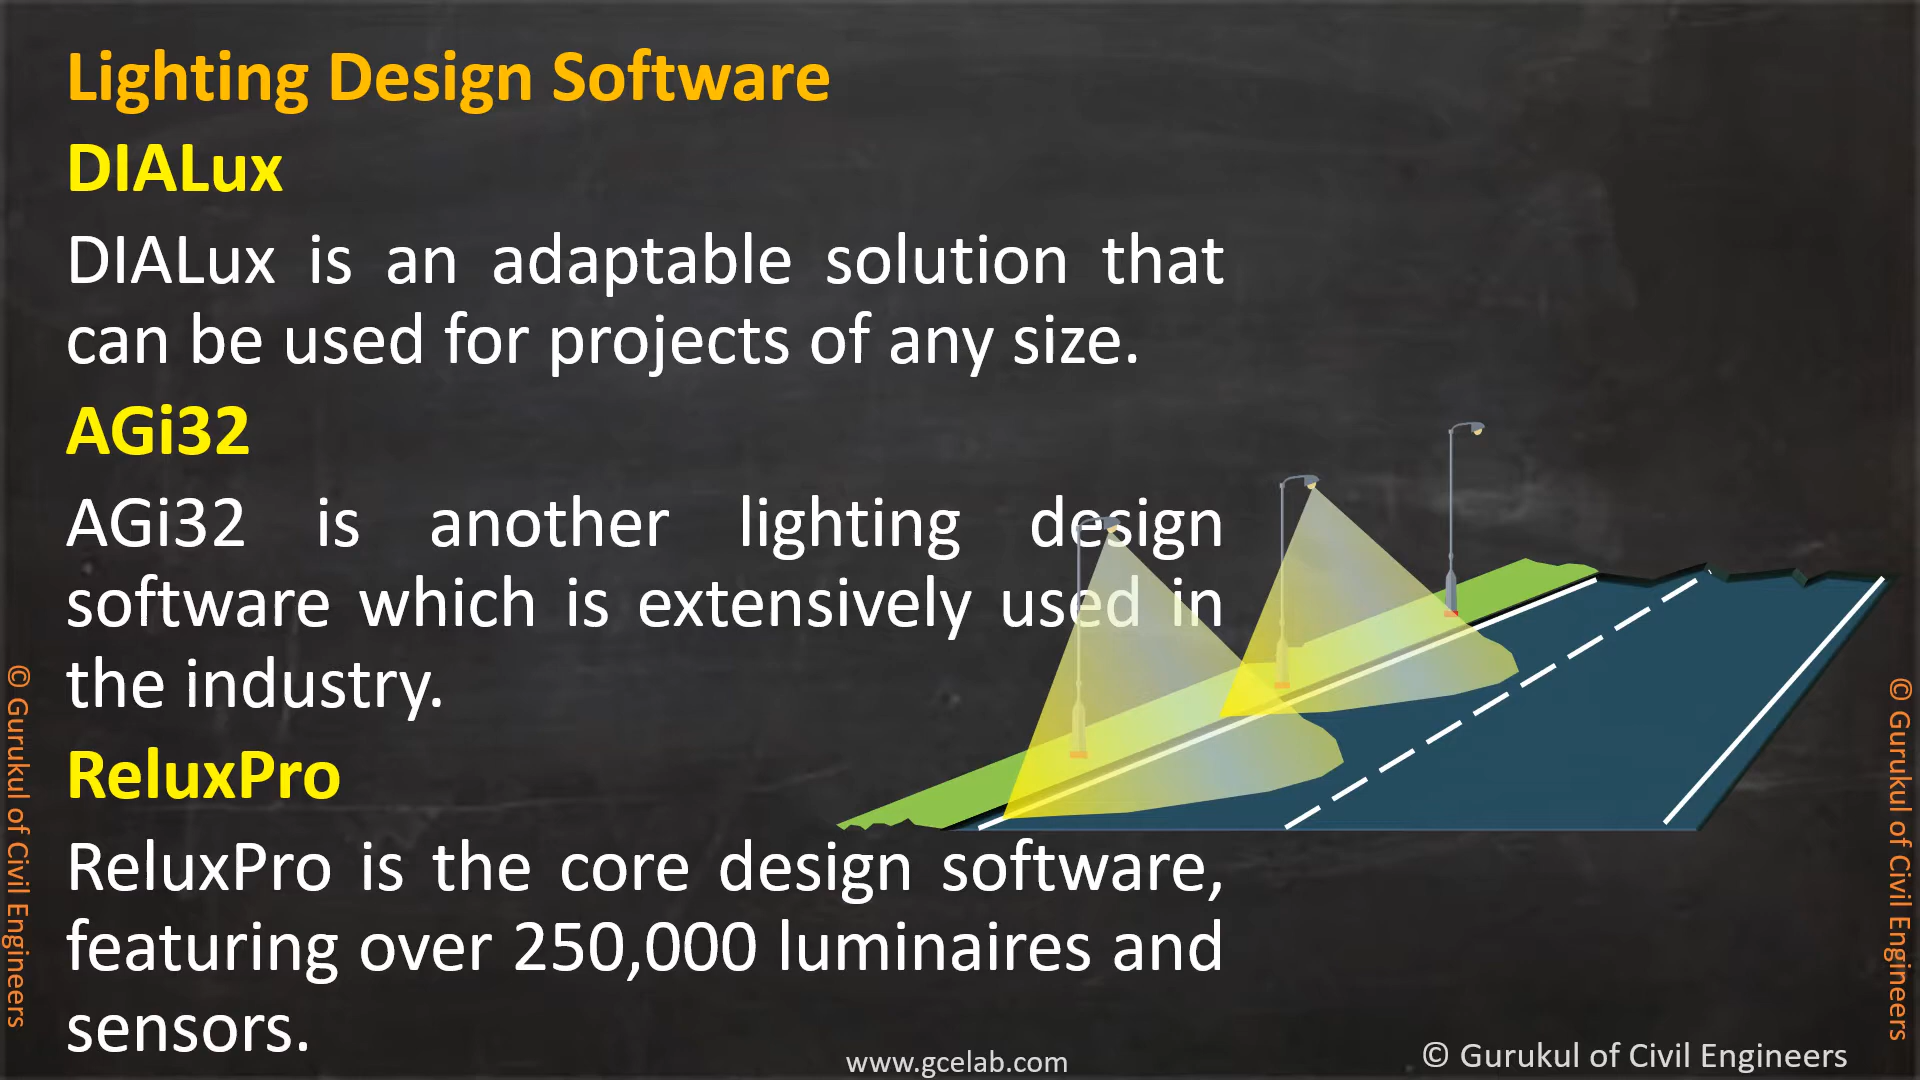 Lighting Design Software
DIALux
DIALux is an adaptable solution that
can be used for projects of any size.
AGi32
AGi32 is another lighting design
software which is extensively used in
the industry.
ReluxPro
ReluxPro is the core design software,
featuring over 250,000 luminaires and
sensors.
© Gurukul of Civil Engineers
© Gurukul of Civil Engineers
www.gcelab.com
© Gurukul of Civil Engineers